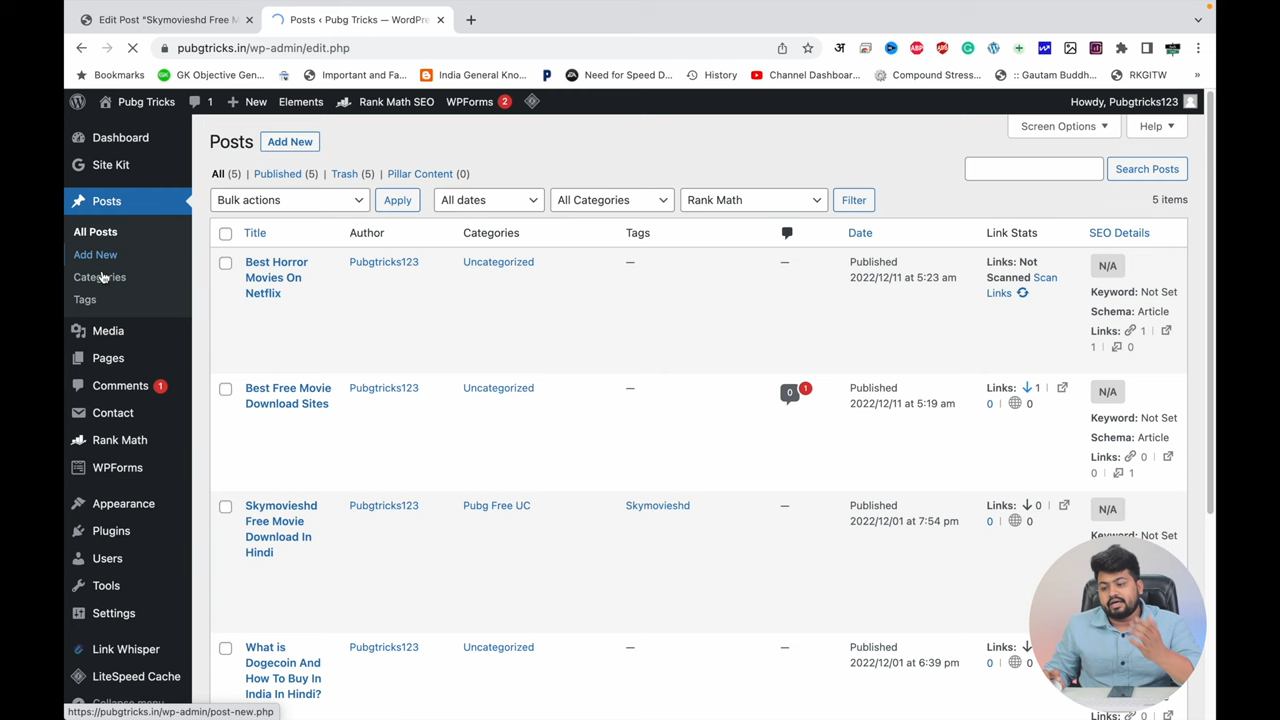 Edit Post "Skymovieshd Free M
Posts ‹ Pubg Tricks — WordPre
pubgtricks.in/wp-admin/edit.php
अ
Bookmarks
GK Objective Gen...
Important and Fa...
India General Kno...
Need for Speed D...
History
Channel Dashboar...
Compound Stress...
:: Gautam Buddh...
RKGITW
»
Pubg Tricks
1
New
Elements
Rank Math SEO
WPForms 2
Howdy, Pubgtricks123
Dashboard
Site Kit
Posts
All Posts
Add New
Categories
Tags
Media
Pages
Comments 1
Contact
Rank Math
WPForms
Appearance
Plugins
Users
Tools
Settings
Link Whisper
LiteSpeed Cache
Collapse menu
https://pubgtricks.in/wp-admin/post-new.php
Posts Add New
Screen Options
Help
All (5) | Published (5) | Trash (5) | Pillar Content (0)
Search Posts
Bulk actions
Apply
All dates
All Categories
Rank Math
Filter
5 items
Title
Author
Categories
Tags
Date
Link Stats
SEO Details
Best Horror
Movies On
Netflix
Pubgtricks123
Uncategorized
—
—
Published
2022/12/11 at 5:23 am
Links: Not
Scanned Scan
Links
N/A
Keyword: Not Set
Schema: Article
Links: 1 |
1 | 0
Best Free Movie
Download Sites
Pubgtricks123
Uncategorized
—
0 1
Published
2022/12/11 at 5:19 am
Links: 1 |
0 | 0
N/A
Keyword: Not Set
Schema: Article
Links: 0 |
0 | 1
Skymovieshd
Free Movie
Download In
Hindi
Pubgtricks123
Pubg Free UC
Skymovieshd
—
Published
2022/12/01 at 7:54 pm
Links: 0 |
0 | 0
N/A
Keyword: Not Set
What is
Dogecoin And
How To Buy In
India In Hindi?
Pubgtricks123
Uncategorized
—
—
Published
2022/12/01 at 6:39 pm
Links:
0 |